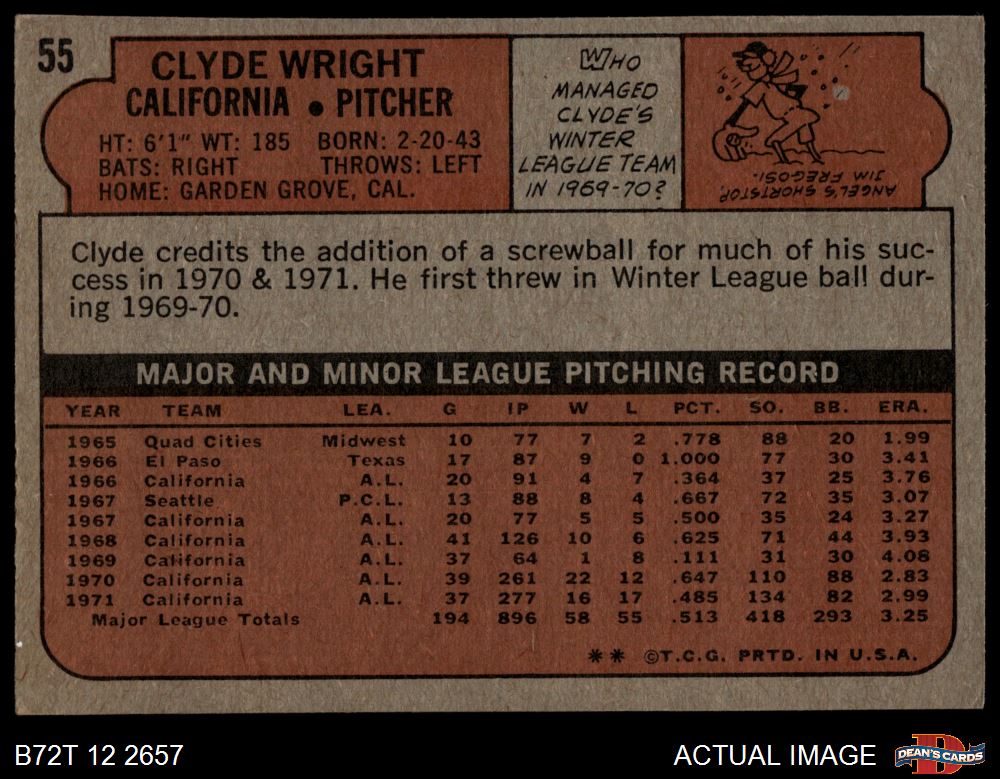 55
CLYDE WRIGHT
CALIFORNIA • PITCHER
HT: 6'1" WT: 185 BORN: 2-20-43
BATS: RIGHT THROWS: LEFT
HOME: GARDEN GROVE, CAL.
WHO
MANAGED
CLYDE'S
WINTER
LEAGUE TEAM
IN 1969-70?
ANGEL'S SHORTSTOP,
JIM FREGOSI.
Clyde credits the addition of a screwball for much of his suc-
cess in 1970 & 1971. He first threw in Winter League ball dur-
ing 1969-70.
MAJOR AND MINOR LEAGUE PITCHING RECORD
YEAR TEAM LEA. G IP W L PCT. SO. BB. ERA.
1965 Quad Cities Midwest 10 77 7 2 .778 88 20 1.99
1966 El Paso Texas 17 87 9 0 1.000 77 30 3.41
1966 California A.L. 20 91 4 7 .364 37 25 3.76
1967 Seattle P.C.L. 13 88 8 4 .667 72 35 3.07
1967 California A.L. 20 77 5 5 .500 35 24 3.27
1968 California A.L. 41 126 10 6 .625 71 44 3.93
1969 California A.L. 37 64 1 8 .111 31 30 4.08
1970 California A.L. 39 261 22 12 .647 110 88 2.83
1971 California A.L. 37 277 16 17 .485 134 82 2.99
Major League Totals 194 896 58 55 .513 418 293 3.25
** ©T.C.G. PRTD. IN U.S.A.
B72T 12 2657
ACTUAL IMAGE
DEAN'S CARDS